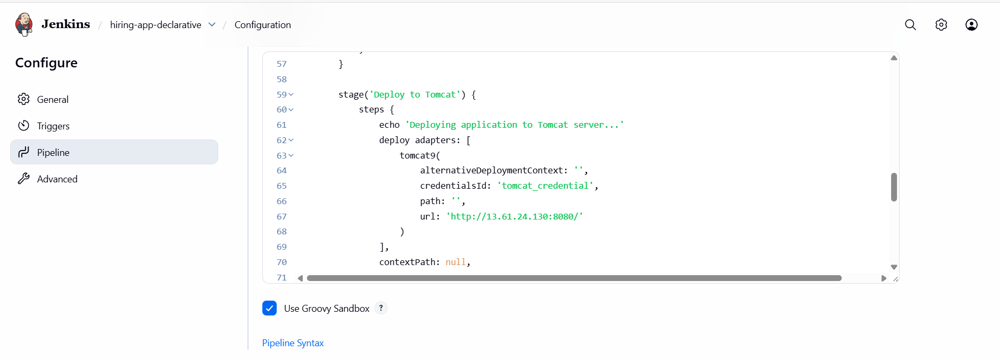 Jenkins / hiring-app-declarative / Configuration
Configure
General
Triggers
Pipeline
Advanced
57 }
58
59 stage('Deploy to Tomcat') {
60 steps {
61 echo 'Deploying application to Tomcat server...'
62 deploy adapters: [
63 tomcat9(
64 alternativeDeploymentContext: '',
65 credentialsId: 'tomcat_credential',
66 path: '',
67 url: 'http://13.61.24.130:8080/'
68 )
69 ],
70 contextPath: null,
71
Use Groovy Sandbox ?
Pipeline Syntax